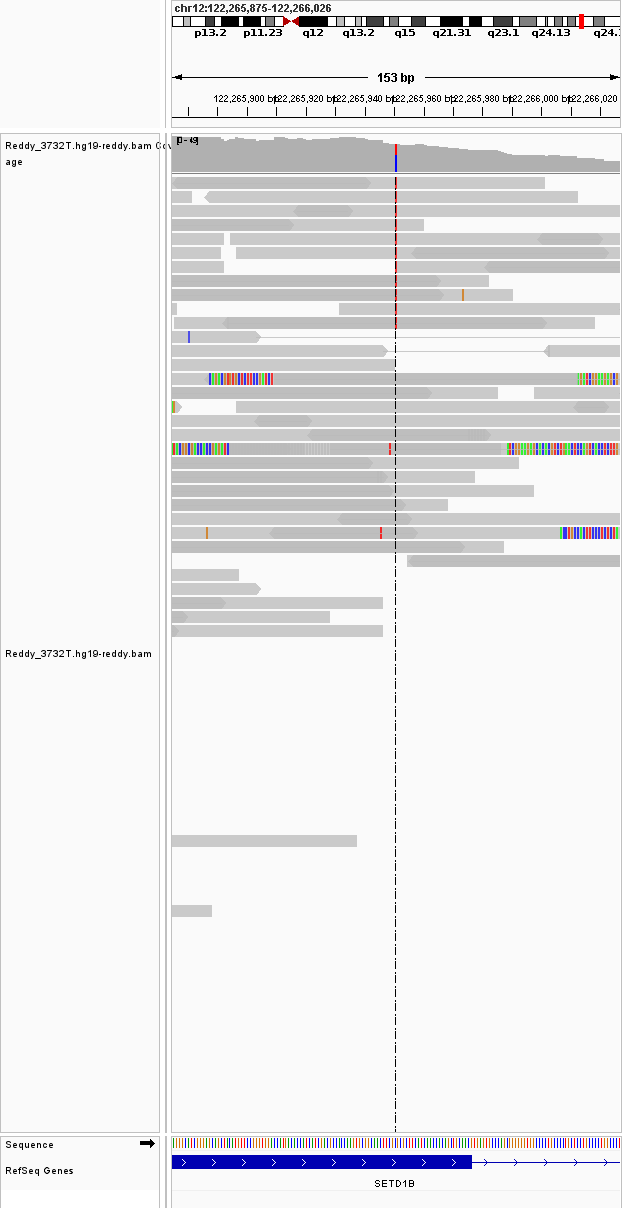 chr12:122,265,875-122,266,026
p13.2 p11.23 q12 q13.2 q15 q21.31 q23.1 q24.13 q24.
153 bp
122,265,900 bp 122,265,920 bp 122,265,940 bp 122,265,960 bp 122,265,980 bp 122,266,000 bp 122,266,020
Reddy_3732T.hg19-reddy.bam Cov
age
Reddy_3732T.hg19-reddy.bam
Sequence
RefSeq Genes
SETD1B